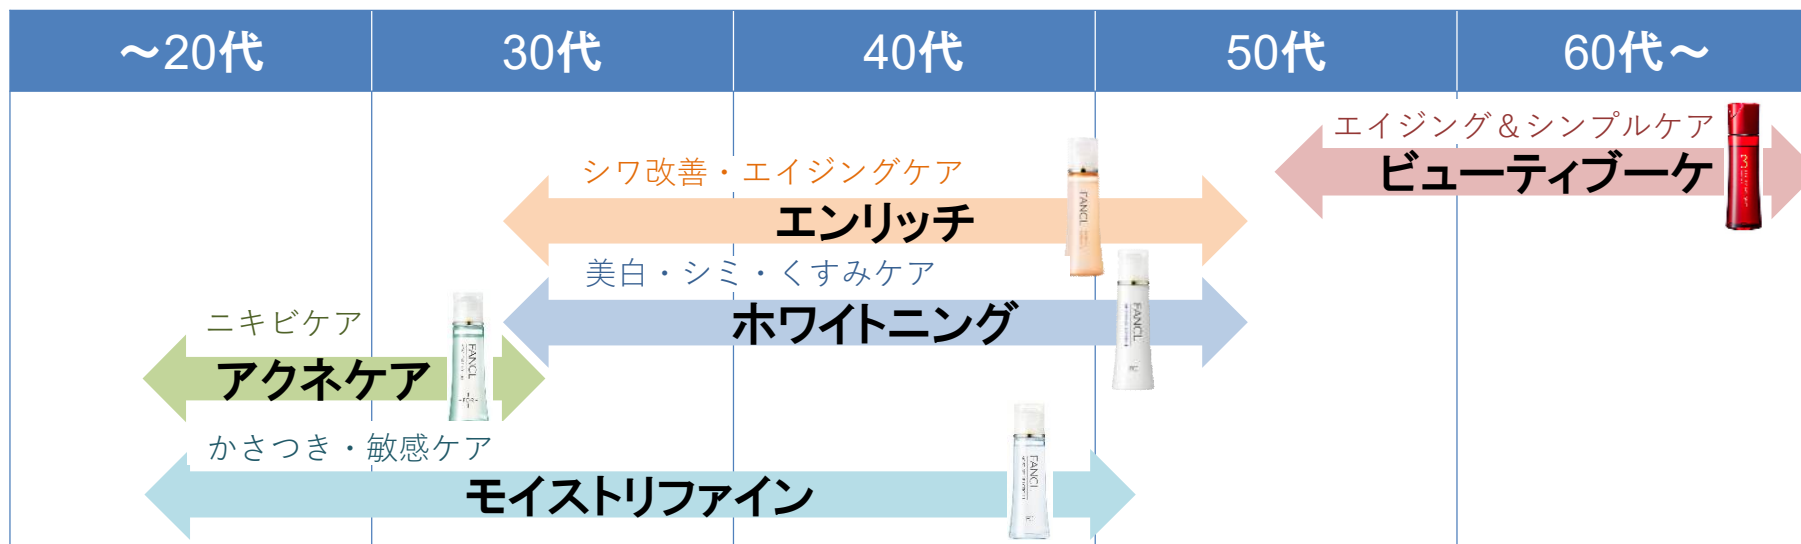 ～20代 30代 40代 50代 60代～
エイジング＆シンプルケア
ビューティブーケ
シワ改善・エイジングケア
エンリッチ
FANCL
美白・シミ・くすみケア
ホワイトニング
FANCL
ニキビケア
アクネケア
FANCL
かさつき・敏感ケア
モイストリファイン
FANCL